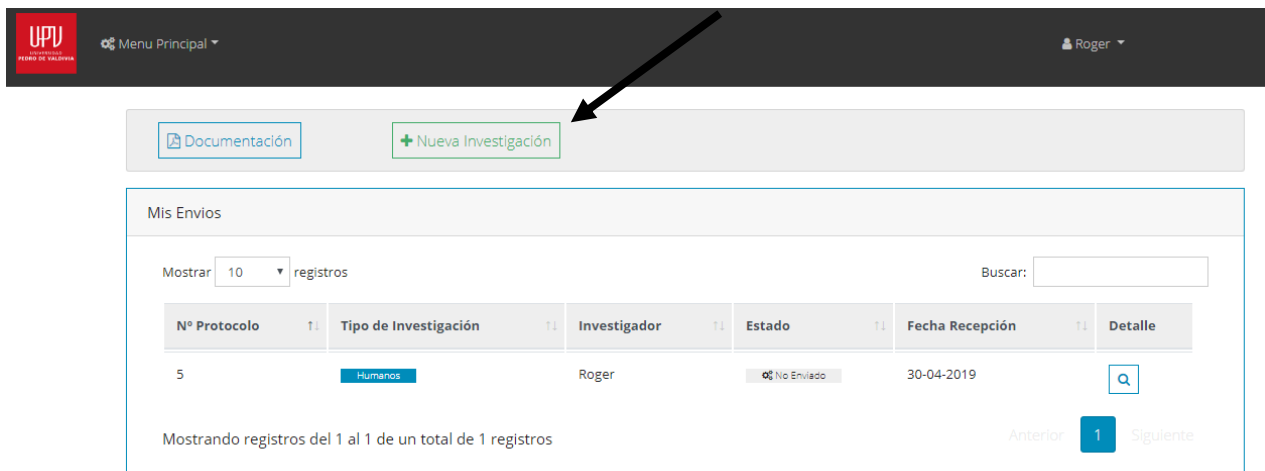 UPV
UNIVERSIDAD
PEDRO DE VALDIVIA
Menu Principal
Roger
Documentación
Nueva Investigación
Mis Envios
Mostrar 10 registros
Buscar:
Nº Protocolo Tipo de Investigación Investigador Estado Fecha Recepción Detalle
5 Humanos Roger No Enviado 30-04-2019
Mostrando registros del 1 al 1 de un total de 1 registros
Anterior 1 Siguiente